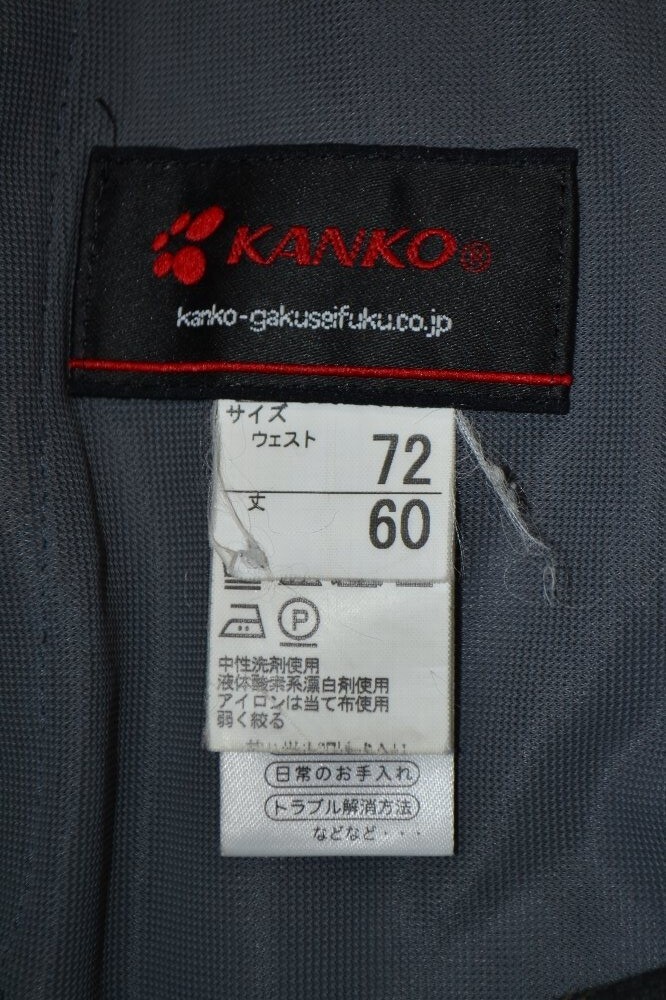 KANKO®
kanko-gakuseifuku.co.jp
サイズ
ウェスト 72
丈 60
P
中性洗剤使用
液体酸素系漂白剤使用
アイロンは当て布使用
弱く絞る
日常のお手入れ
トラブル解消方法
などなど・・・